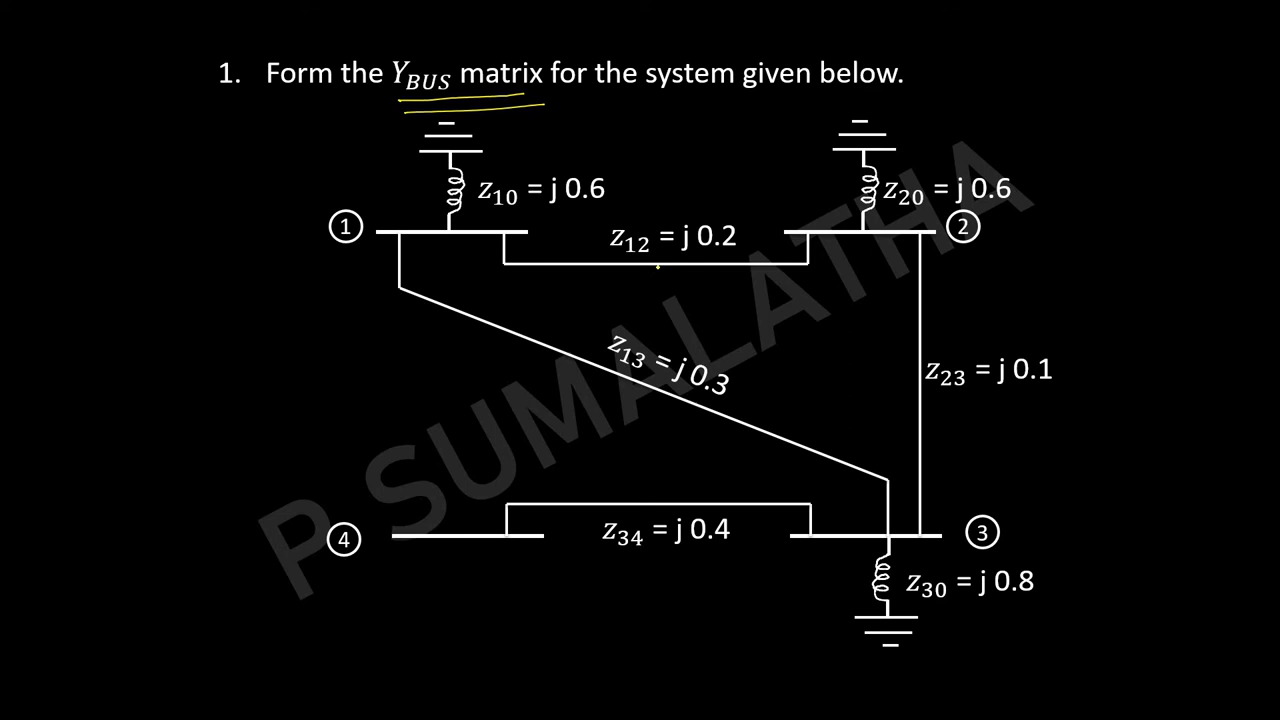 1. Form the Y_BUS matrix for the system given below.
z_10 = j 0.6
z_20 = j 0.6
1
z_12 = j 0.2
2
z_13 = j 0.3
z_23 = j 0.1
4
z_34 = j 0.4
3
z_30 = j 0.8
P SUMALATHA